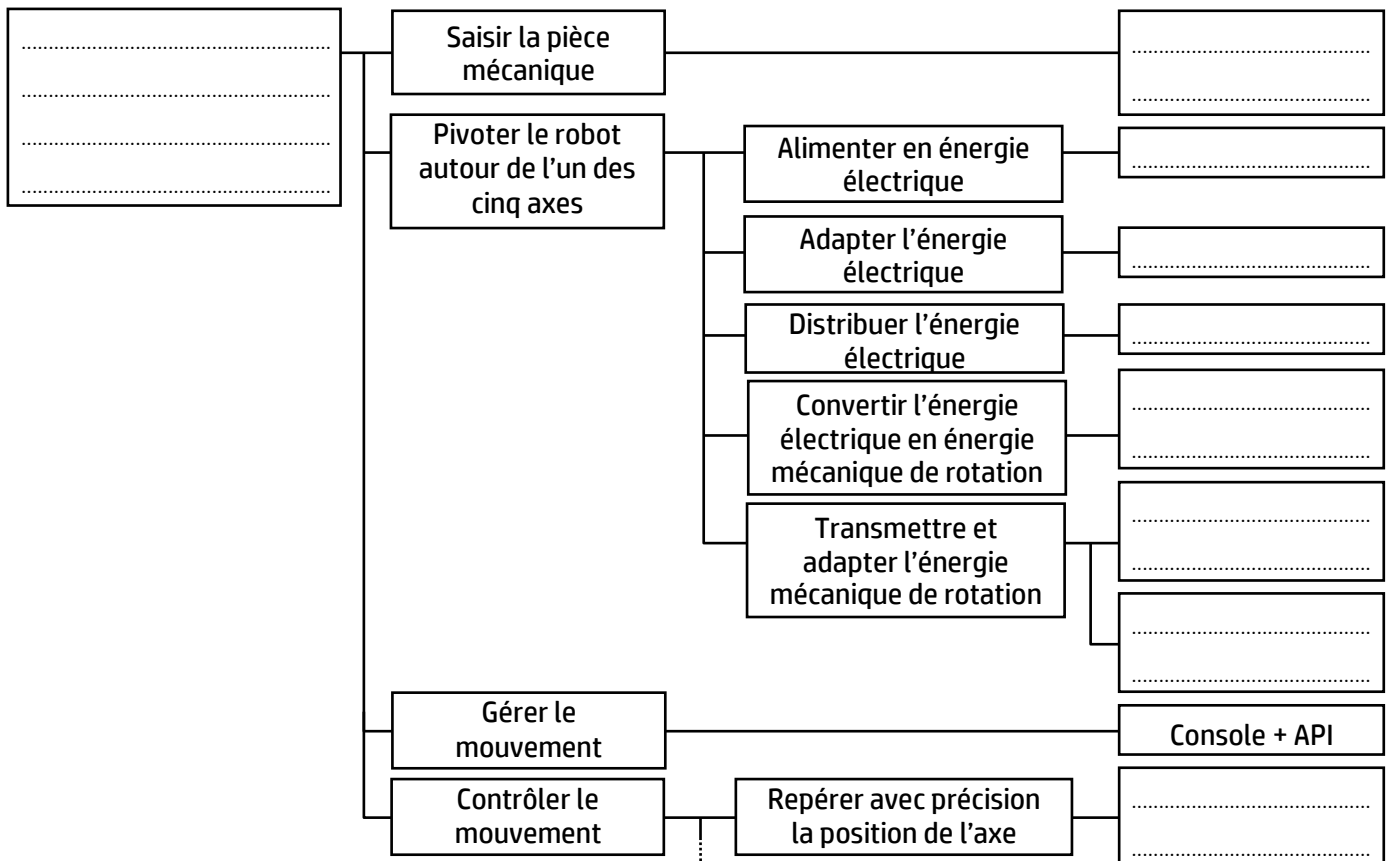 Saisir la pièce
mécanique
Pivoter le robot
autour de l’un des
cinq axes
Alimenter en énergie
électrique
Adapter l’énergie
électrique
Distribuer l’énergie
électrique
Convertir l’énergie
électrique en énergie
mécanique de rotation
Transmettre et
adapter l’énergie
mécanique de rotation
Gérer le
mouvement
Console + API
Contrôler le
mouvement
Repérer avec précision
la position de l’axe